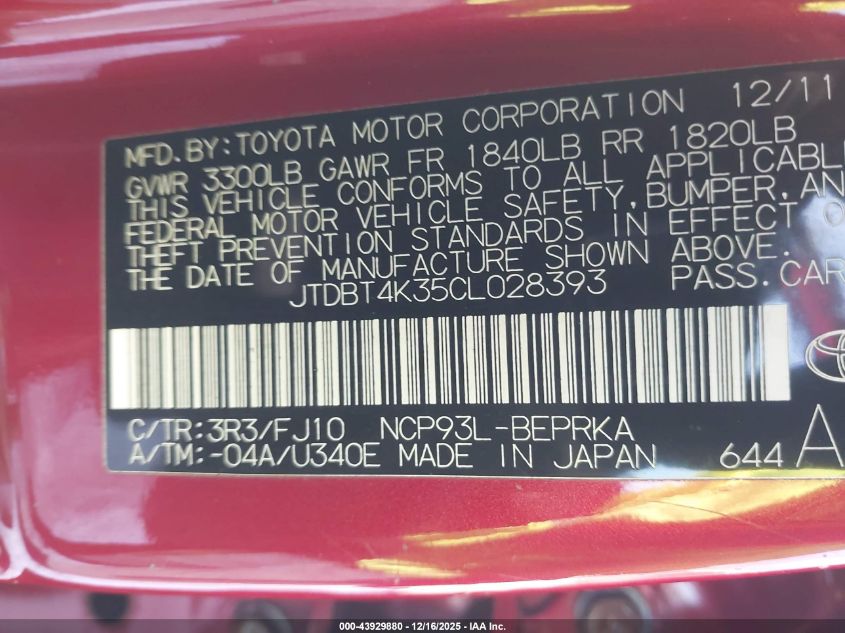 MFD.BY:TOYOTA MOTOR CORPORATION 12/11
GVWR 3300LB GAWR FR 1840LB RR 1820LB
THIS VEHICLE CONFORMS TO ALL APPLICABLE
FEDERAL MOTOR VEHICLE SAFETY,BUMPER,AN
THEFT PREVENTION STANDARDS IN EFFECT O
THE DATE OF MANUFACTURE SHOWN ABOVE.
JTDBT4K35CL028393 PASS.CAR
C/TR:3R3/FJ10 NCP93L-BEPRKA
A/TM:-04A/U340E MADE IN JAPAN 644 A
000-43929880 - 12/16/2025 - IAA Inc.